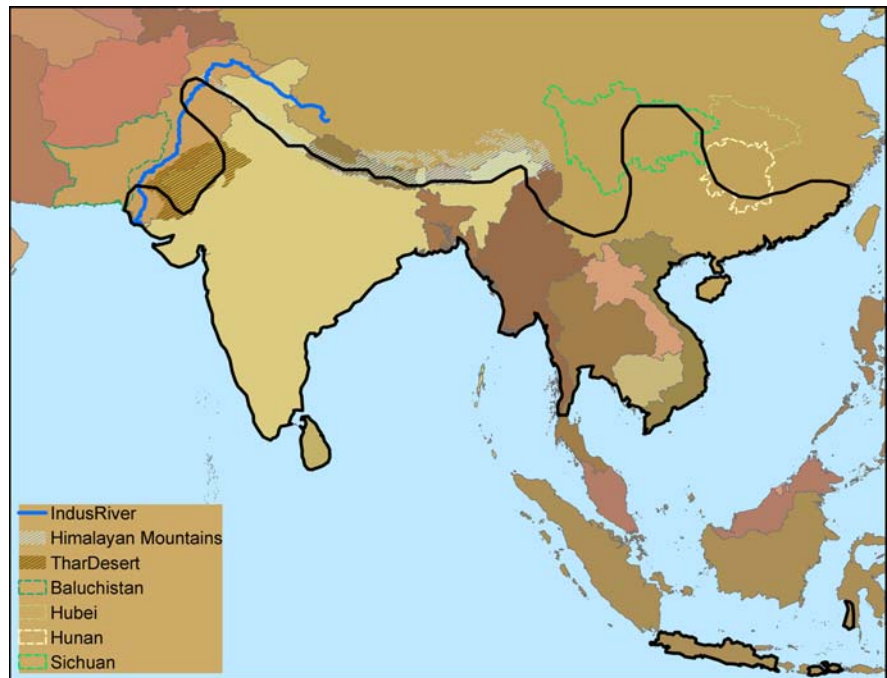 IndusRiver
Himalayan Mountains
TharDesert
Baluchistan
Hubei
Hunan
Sichuan